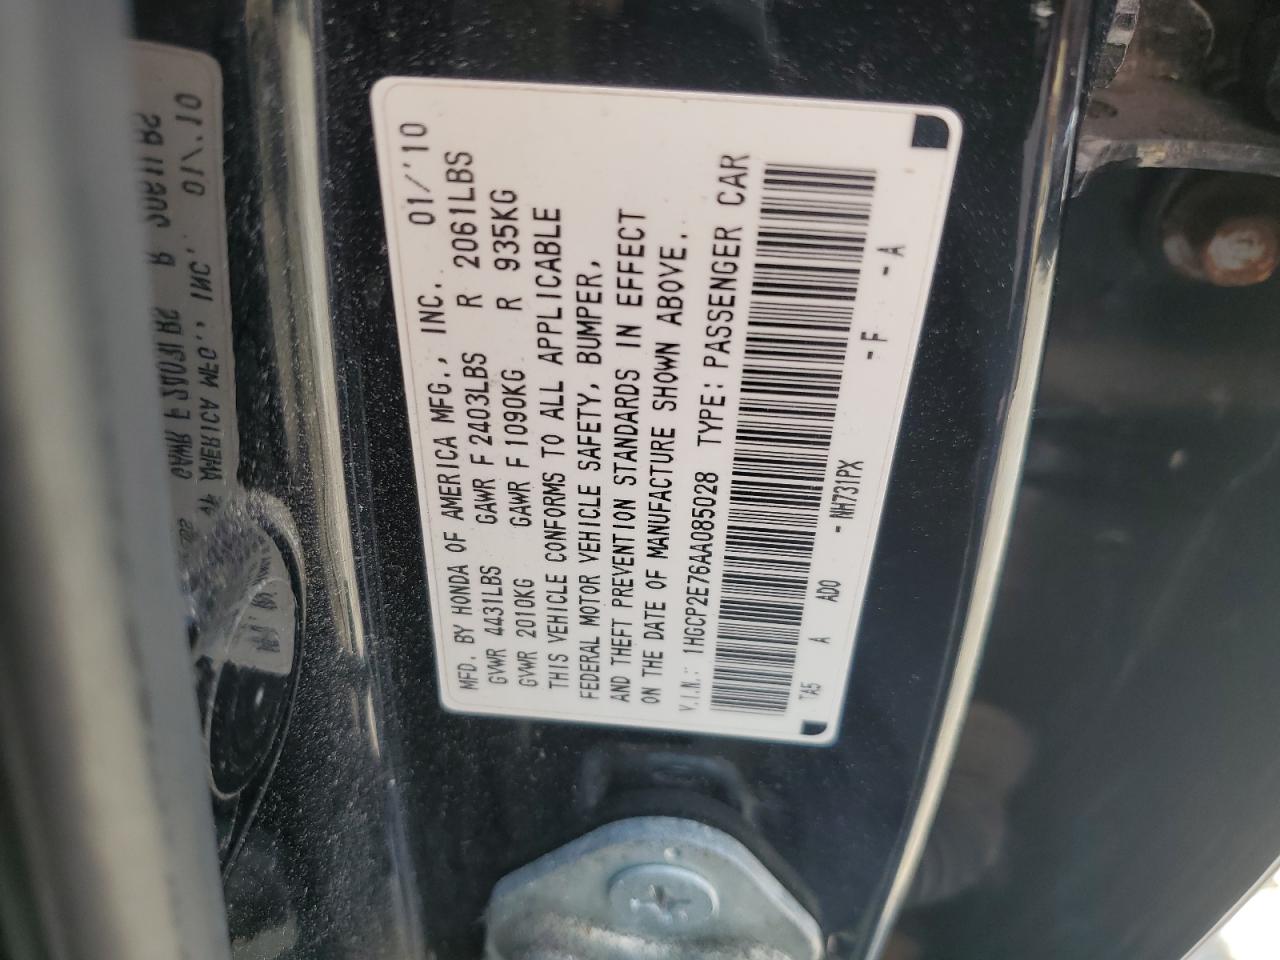 MFD. BY HONDA OF AMERICA MFG., INC. 01/'10
GVWR 4431LBS GAWR F 2403LBS R 2061LBS
GVWR 2010KG GAWR F 1090KG R 935KG
THIS VEHICLE CONFORMS TO ALL APPLICABLE
FEDERAL MOTOR VEHICLE SAFETY, BUMPER,
AND THEFT PREVENTION STANDARDS IN EFFECT
ON THE DATE OF MANUFACTURE SHOWN ABOVE.
V.I.N.: 1HGCP2E76AA085028 TYPE: PASSENGER CAR
TA5 A AD0 - NH731PX - F - A